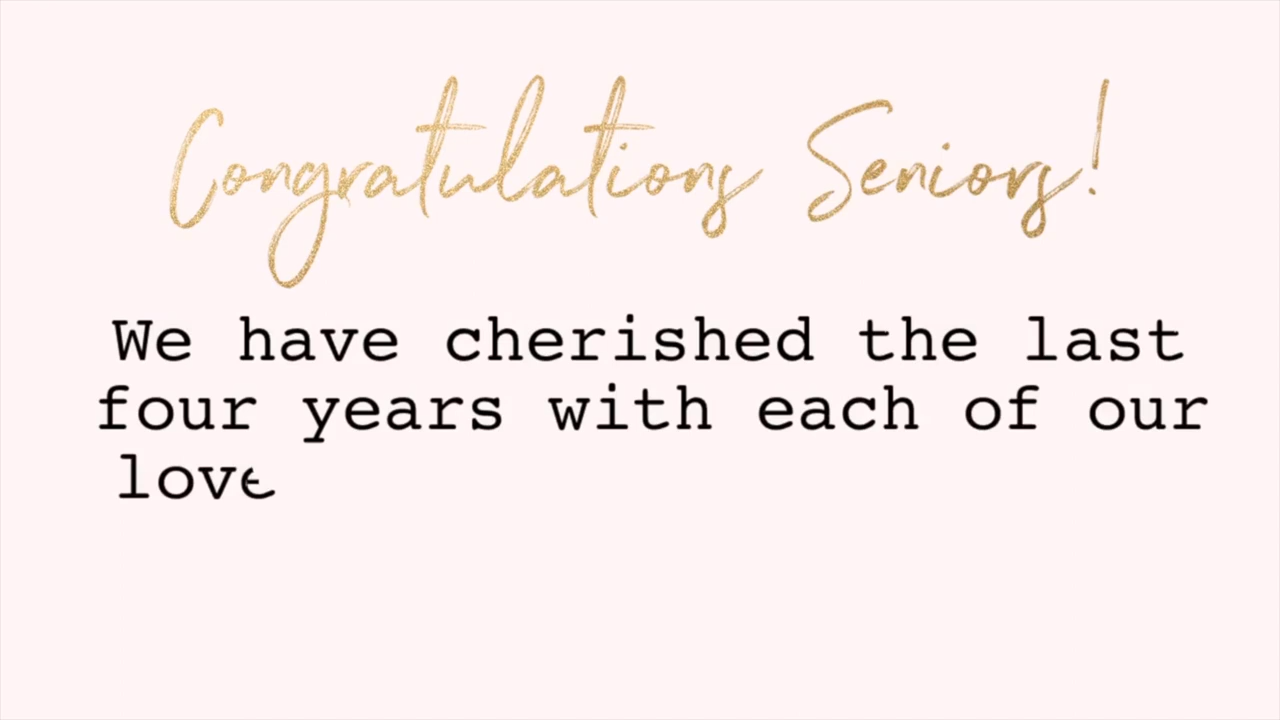 Congratulations Seniors!
We have cherished the last
four years with each of our
love